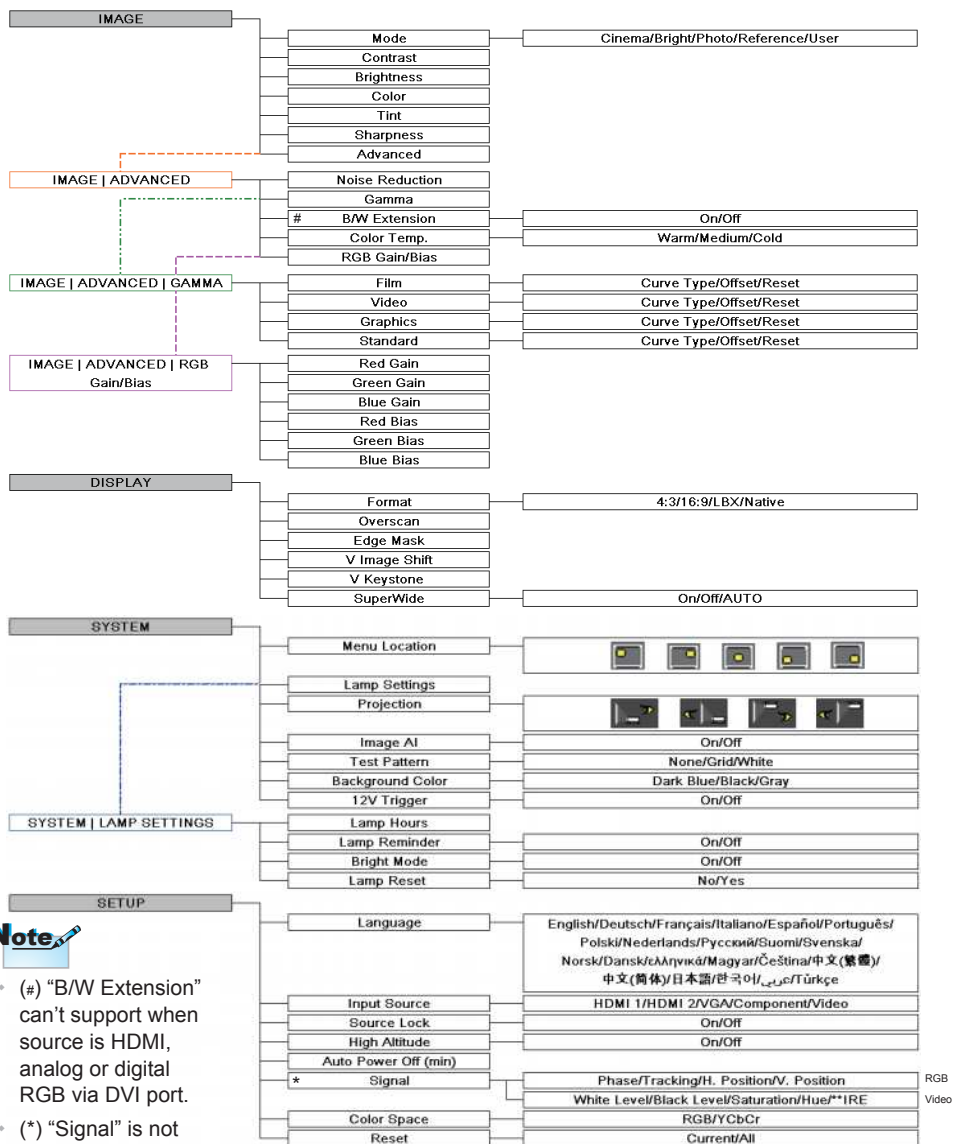 IMAGE
Mode Cinema/Bright/Photo/Reference/User
Contrast
Brightness
Color
Tint
Sharpness
Advanced
IMAGE | ADVANCED Noise Reduction
Gamma
# B/W Extension On/Off
Color Temp. Warm/Medium/Cold
RGB Gain/Bias
IMAGE | ADVANCED | GAMMA Film Curve Type/Offset/Reset
Video Curve Type/Offset/Reset
Graphics Curve Type/Offset/Reset
Standard Curve Type/Offset/Reset
IMAGE | ADVANCED | RGB
Gain/Bias
Red Gain
Green Gain
Blue Gain
Red Bias
Green Bias
Blue Bias
DISPLAY
Format 4:3/16:9/LBX/Native
Overscan
Edge Mask
V Image Shift
V Keystone
SuperWide On/Off/AUTO
SYSTEM
Menu Location
Lamp Settings
Projection
Image AI On/Off
Test Pattern None/Grid/White
Background Color Dark Blue/Black/Gray
12V Trigger On/Off
SYSTEM | LAMP SETTINGS Lamp Hours
Lamp Reminder On/Off
Bright Mode On/Off
Lamp Reset No/Yes
SETUP
Language English/Deutsch/Français/Italiano/Español/Português/
Polski/Nederlands/Русский/Suomi/Svenska/
Norsk/Dansk/ελληνικά/Magyar/Čeština/中文(繁體)/
中文(简体)/日本語/한국어/عربي/Türkçe
Input Source HDMI 1/HDMI 2/VGA/Component/Video
Source Lock On/Off
High Altitude On/Off
Auto Power Off (min)
* Signal Phase/Tracking/H. Position/V. Position RGB
White Level/Black Level/Saturation/Hue/**IRE Video
Color Space RGB/YCbCr
Reset Current/All
Note
(#) “B/W Extension”
can’t support when
source is HDMI,
analog or digital
RGB via DVI port.
(*) “Signal” is not